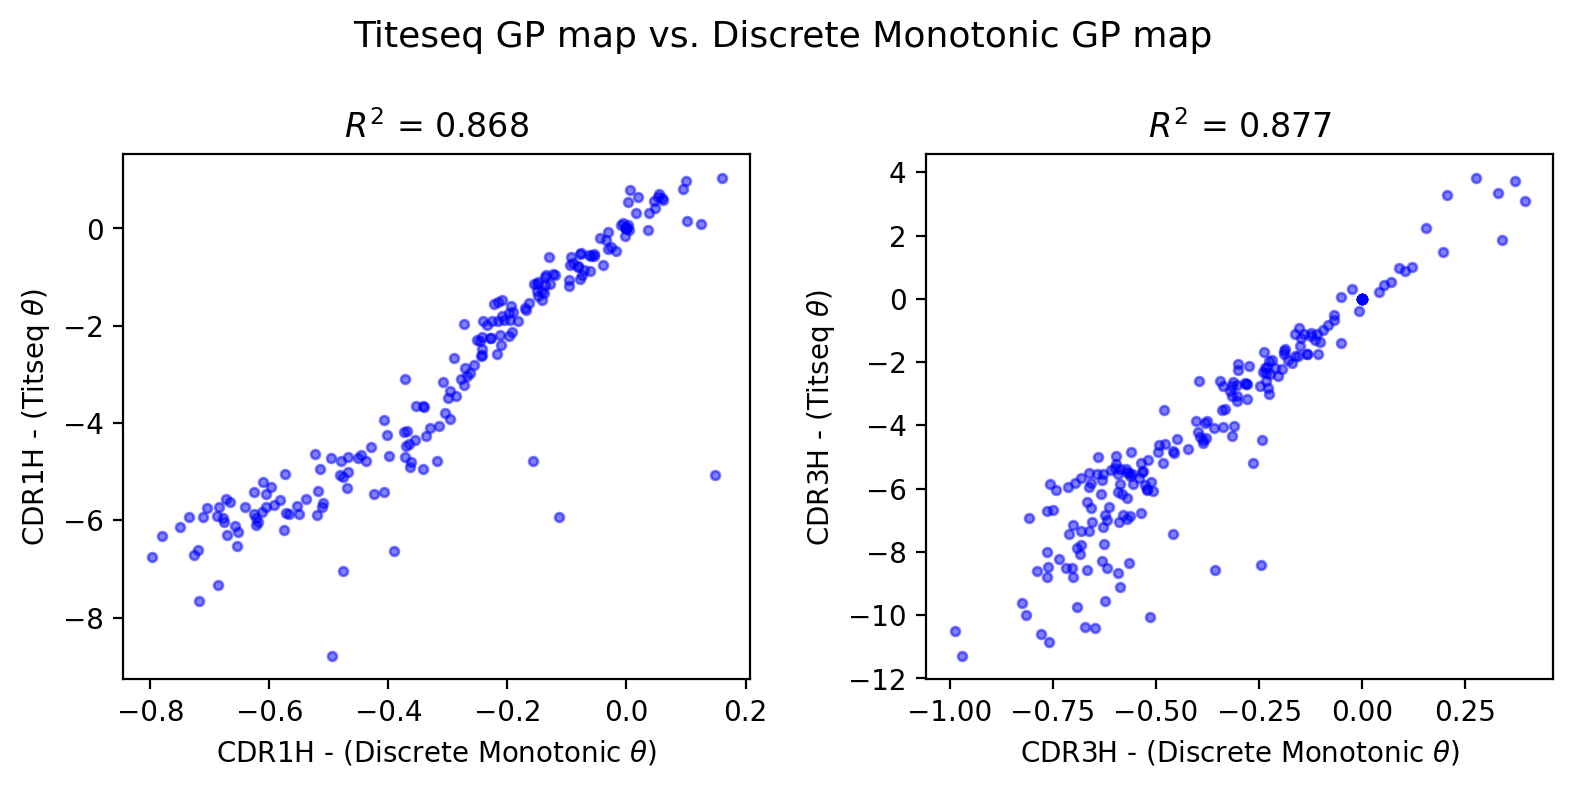 Titeseq GP map vs. Discrete Monotonic GP map
R² = 0.868
CDR1H - (Titseq θ)
0
−2
−4
−6
−8
−0.8 −0.6 −0.4 −0.2 0.0 0.2
CDR1H - (Discrete Monotonic θ)
R² = 0.877
CDR3H - (Titseq θ)
4
2
0
−2
−4
−6
−8
−10
−12
−1.00 −0.75 −0.50 −0.25 0.00 0.25
CDR3H - (Discrete Monotonic θ)